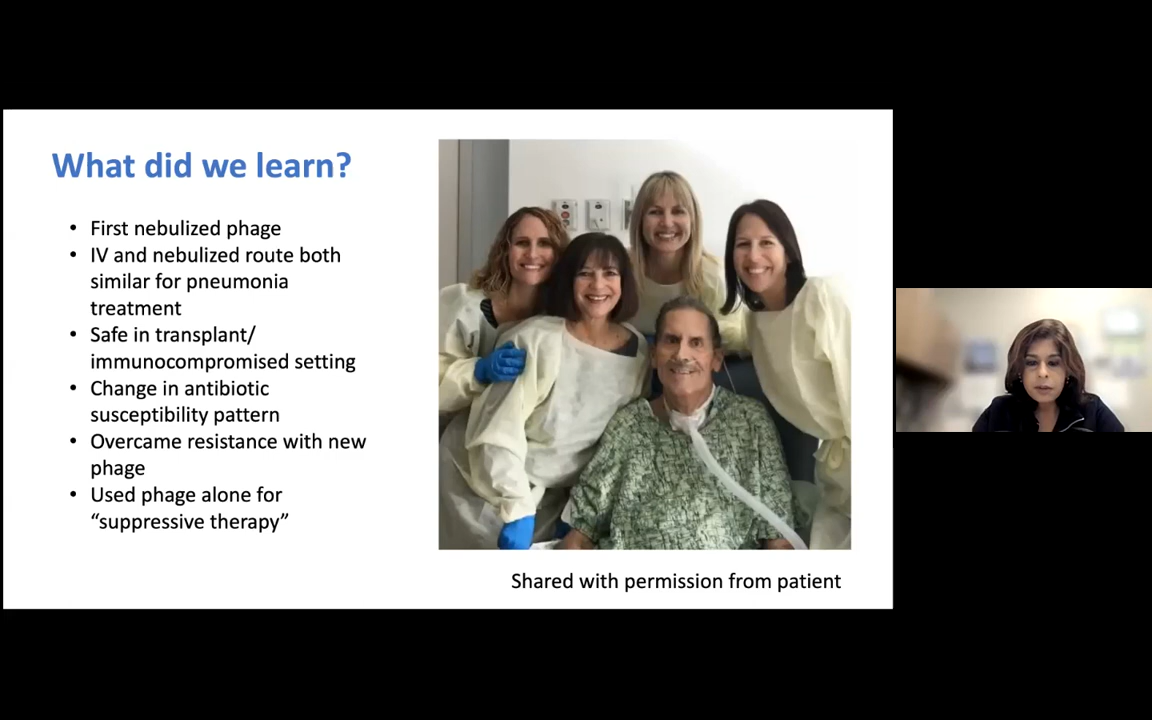 What did we learn?
• First nebulized phage
• IV and nebulized route both
similar for pneumonia
treatment
• Safe in transplant/
immunocompromised setting
• Change in antibiotic
susceptibility pattern
• Overcame resistance with new
phage
• Used phage alone for
“suppressive therapy”
Shared with permission from patient